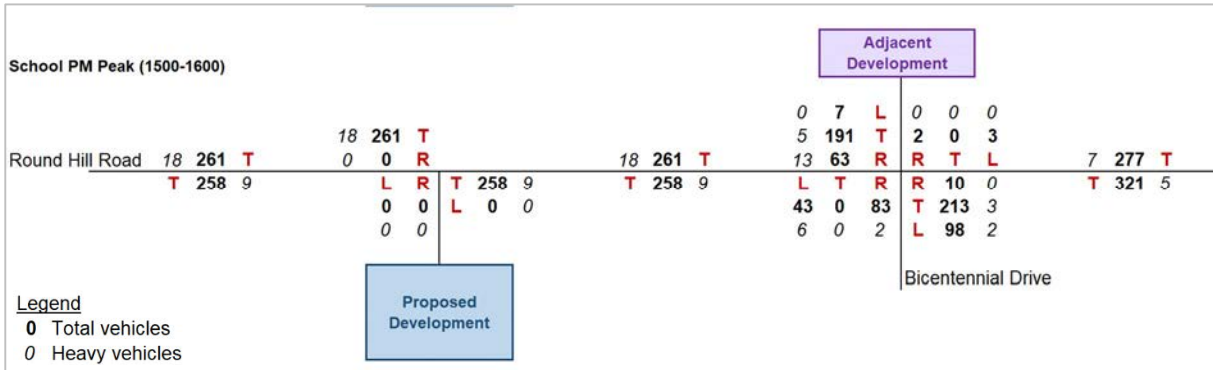 Adjacent
Development
School PM Peak (1500-1600)
0 7 L 0 0 0
18 261 T 5 191 T 2 0 3
Round Hill Road 18 261 T 0 0 R 18 261 T 13 63 R R T L 7 277 T
T 258 9 L R T 258 9 T 258 9 L T R R 10 0 T 321 5
0 0 L 0 0 43 0 83 T 213 3
0 0 6 0 2 L 98 2
Bicentennial Drive
Proposed
Development
Legend
0 Total vehicles
0 Heavy vehicles